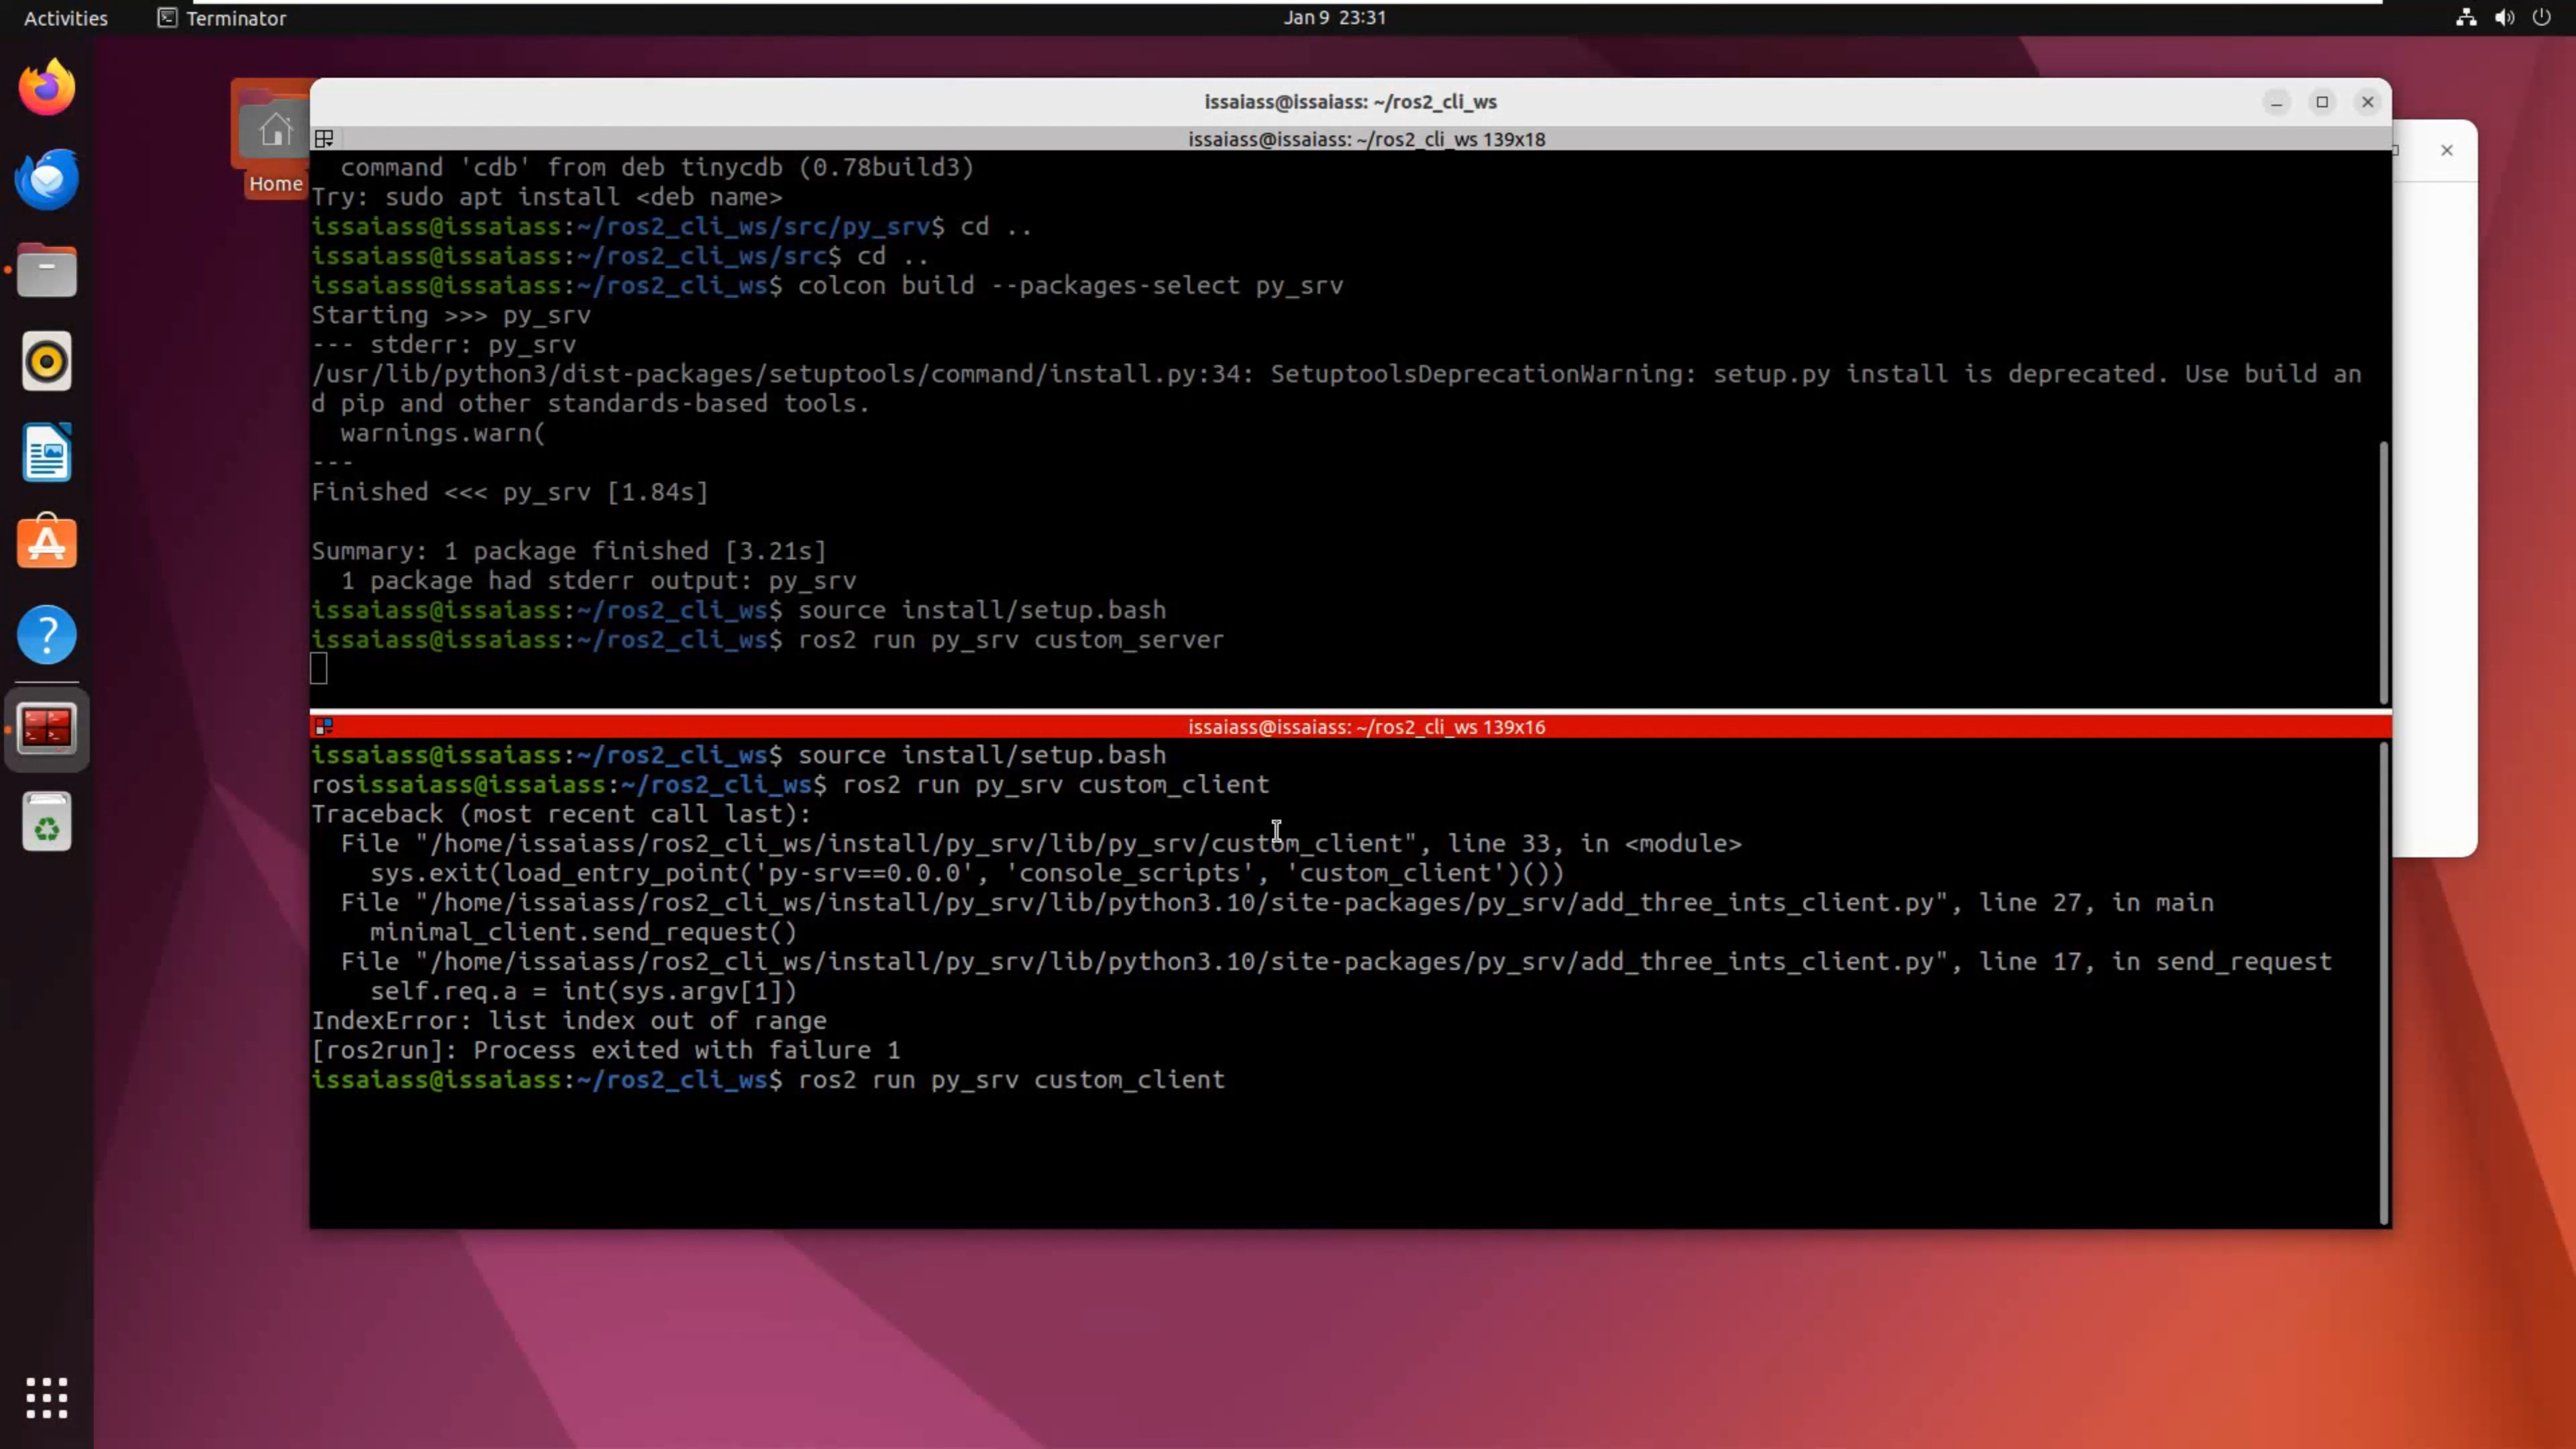 Activities
Terminator
Jan 9 23:31
Home
issaiass@issaiass: ~/ros2_cli_ws
issaiass@issaiass: ~/ros2_cli_ws 139x18
command 'cdb' from deb tinycdb (0.78build3)
Try: sudo apt install <deb name>
issaiass@issaiass:~/ros2_cli_ws/src/py_srv$ cd ..
issaiass@issaiass:~/ros2_cli_ws/src$ cd ..
issaiass@issaiass:~/ros2_cli_ws$ colcon build --packages-select py_srv
Starting >>> py_srv
--- stderr: py_srv
/usr/lib/python3/dist-packages/setuptools/command/install.py:34: SetuptoolsDeprecationWarning: setup.py install is deprecated. Use build an
d pip and other standards-based tools.
warnings.warn(
---
Finished <<< py_srv [1.84s]
Summary: 1 package finished [3.21s]
1 package had stderr output: py_srv
issaiass@issaiass:~/ros2_cli_ws$ source install/setup.bash
issaiass@issaiass:~/ros2_cli_ws$ ros2 run py_srv custom_server
issaiass@issaiass: ~/ros2_cli_ws 139x16
issaiass@issaiass:~/ros2_cli_ws$ source install/setup.bash
rosissaiass@issaiass:~/ros2_cli_ws$ ros2 run py_srv custom_client
Traceback (most recent call last):
File "/home/issaiass/ros2_cli_ws/install/py_srv/lib/py_srv/custom_client", line 33, in <module>
sys.exit(load_entry_point('py-srv==0.0.0', 'console_scripts', 'custom_client')())
File "/home/issaiass/ros2_cli_ws/install/py_srv/lib/python3.10/site-packages/py_srv/add_three_ints_client.py", line 27, in main
minimal_client.send_request()
File "/home/issaiass/ros2_cli_ws/install/py_srv/lib/python3.10/site-packages/py_srv/add_three_ints_client.py", line 17, in send_request
self.req.a = int(sys.argv[1])
IndexError: list index out of range
[ros2run]: Process exited with failure 1
issaiass@issaiass:~/ros2_cli_ws$ ros2 run py_srv custom_client